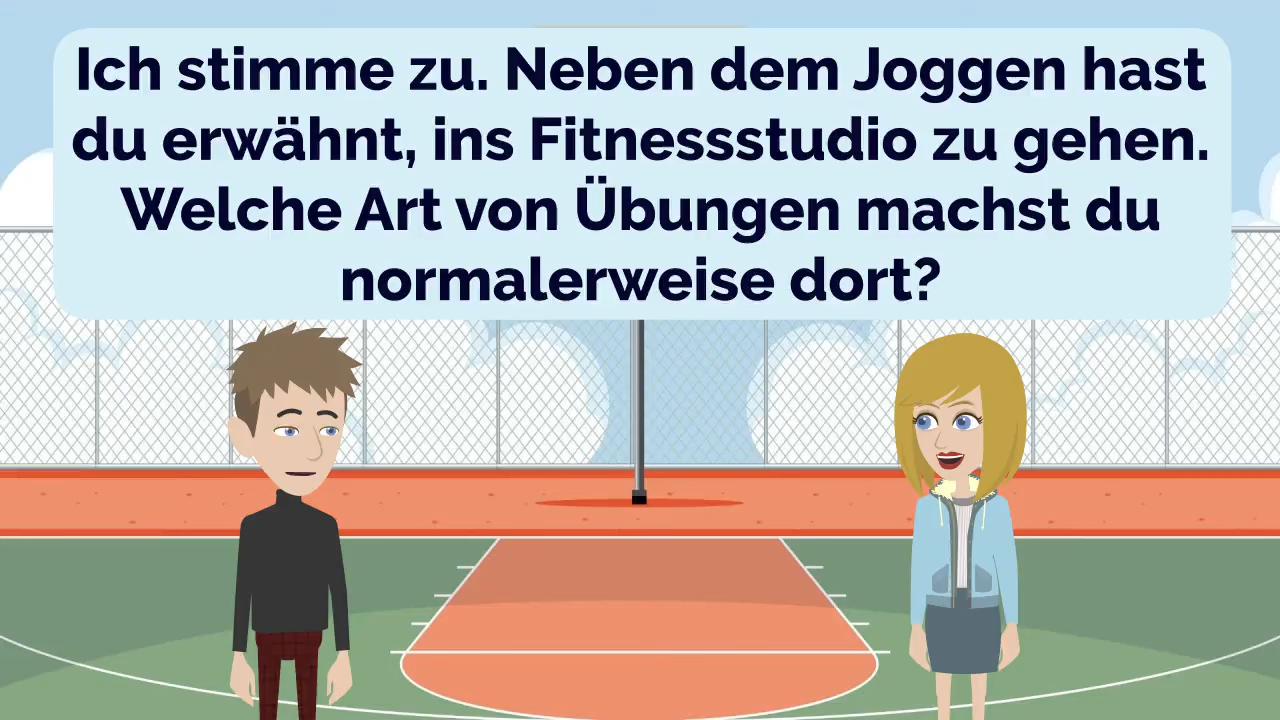 Ich stimme zu. Neben dem Joggen hast
du erwähnt, ins Fitnessstudio zu gehen.
Welche Art von Übungen machst du
normalerweise dort?